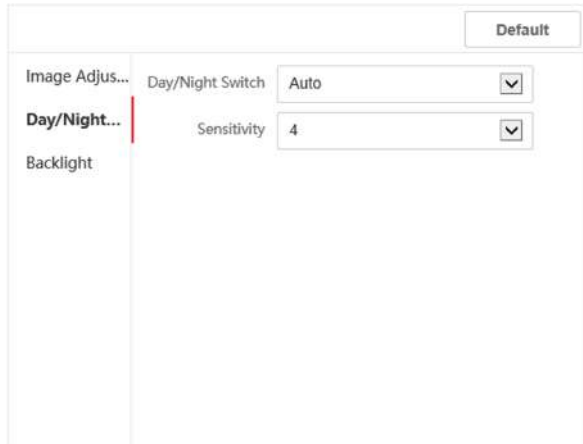 Default
Image Adjus...
Day/Night...
Backlight
Day/Night Switch Auto
Sensitivity 4